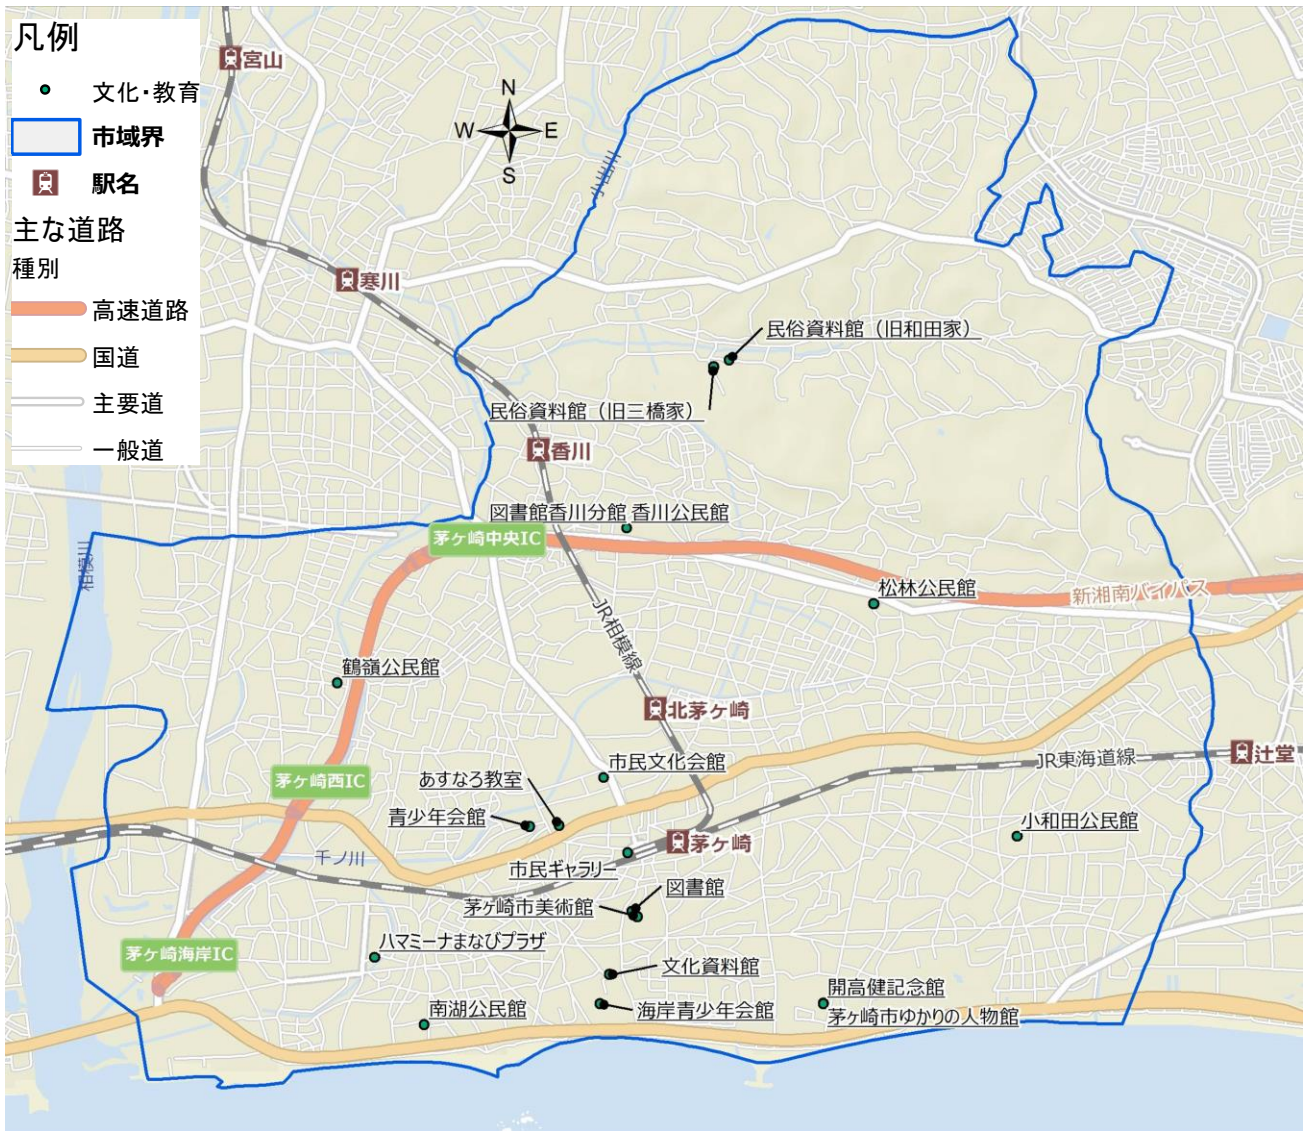 凡例
文化・教育
市域界
駅名
主な道路
種別
高速道路
国道
主要道
一般道
宮山
N
W E
S
小出川
寒川
民俗資料館（旧和田家）
民俗資料館（旧三橋家）
香川
図書館香川分館 香川公民館
茅ヶ崎中央IC
相模川
松林公民館
新湘南バイパス
JR相模線
鶴嶺公民館
北茅ヶ崎
市民文化会館
辻堂
JR東海道線
茅ヶ崎西IC
あすなろ教室
青少年会館
小和田公民館
茅ヶ崎
千ノ川
市民ギャラリー
図書館
茅ヶ崎市美術館
ハマミーナまなびプラザ
茅ヶ崎海岸IC
文化資料館
開高健記念館
南湖公民館
海岸青少年会館
茅ヶ崎市ゆかりの人物館